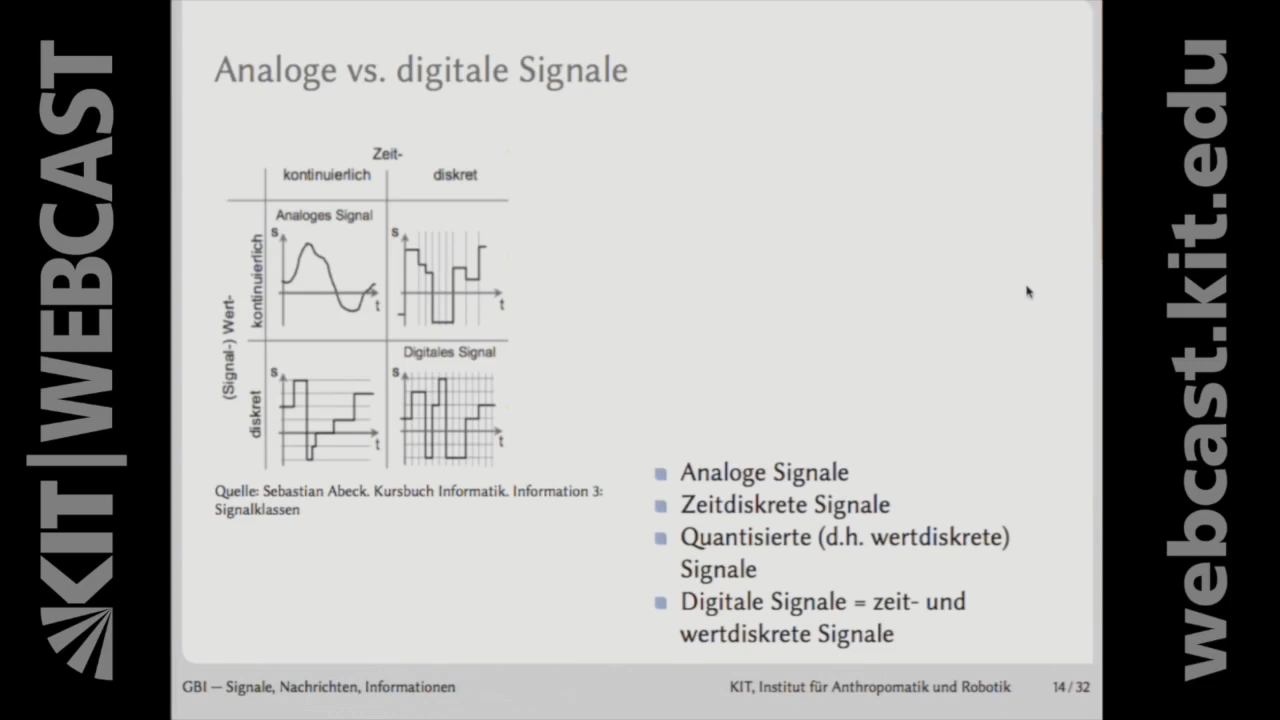 KIT | WEBCAST
Analoge vs. digitale Signale
Zeit-
kontinuierlich
diskret
(Signal-) Wert-
kontinuierlich
Analoges Signal
s
t
s
t
diskret
s
t
Digitales Signal
s
t
Quelle: Sebastian Abeck. Kursbuch Informatik. Information 3:
Signalklassen
Analoge Signale
Zeitdiskrete Signale
Quantisierte (d.h. wertdiskrete)
Signale
Digitale Signale = zeit- und
wertdiskrete Signale
GBI — Signale, Nachrichten, Informationen
KIT, Institut für Anthropomatik und Robotik
14 / 32
webcast.kit.edu